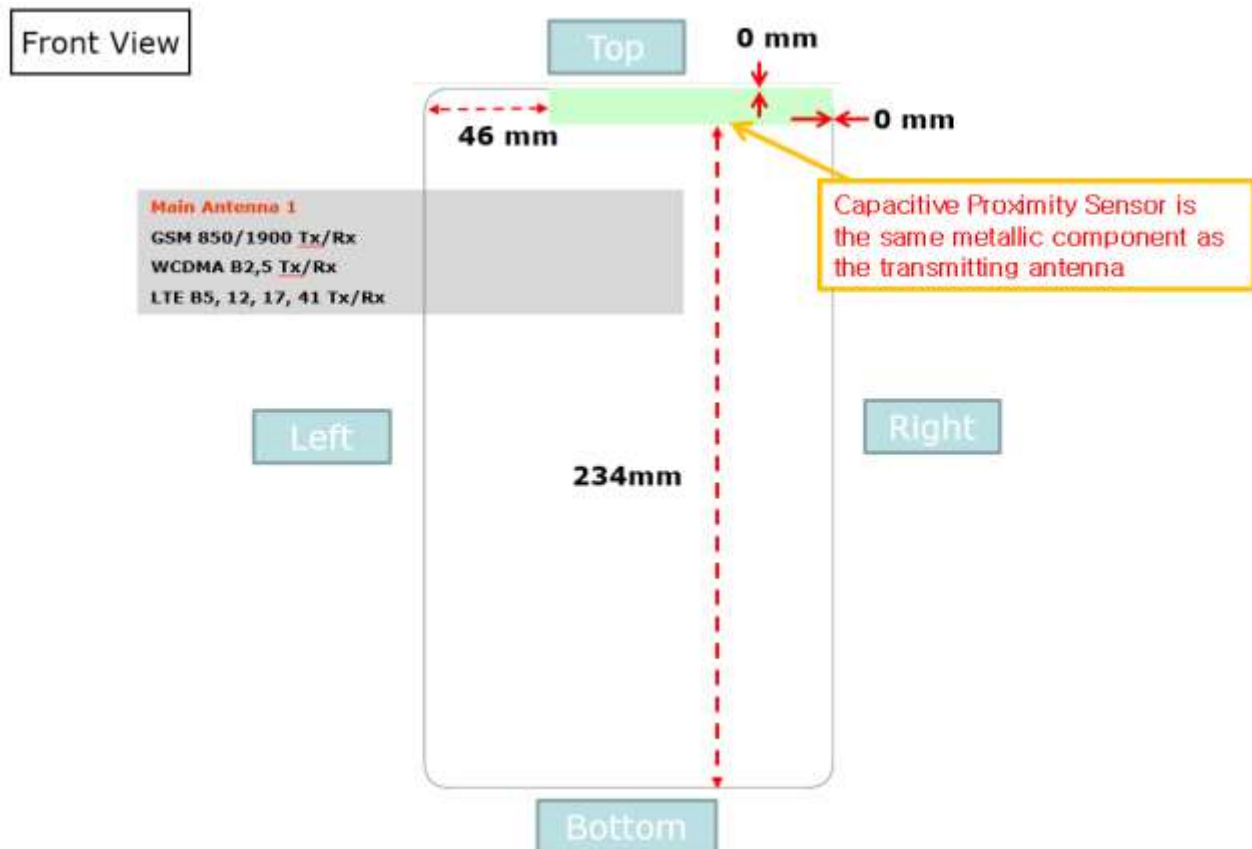 Front View
Top
0 mm
46 mm
0 mm
Main Antenna 1
GSM 850/1900 Tx/Rx
WCDMA B2,5 Tx/Rx
LTE B5, 12, 17, 41 Tx/Rx
Capacitive Proximity Sensor is
the same metallic component as
the transmitting antenna
Left
Right
234mm
Bottom